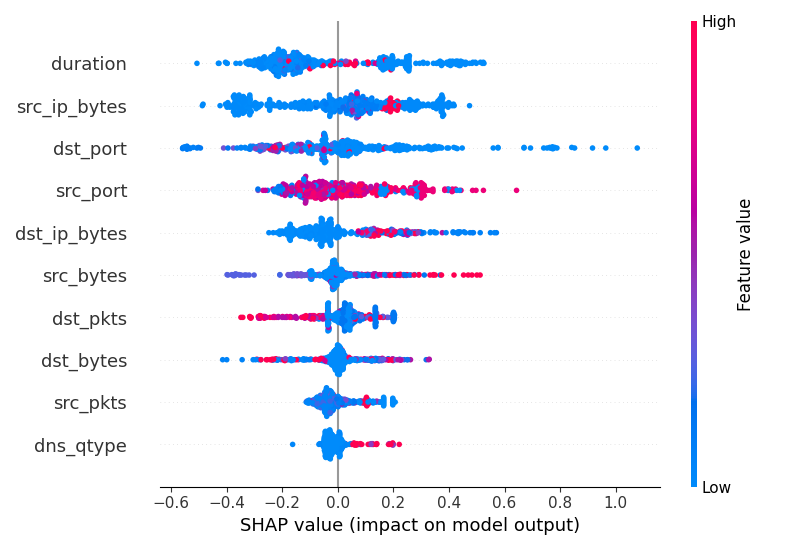 High
duration
src_ip_bytes
dst_port
src_port
dst_ip_bytes
src_bytes
dst_pkts
dst_bytes
src_pkts
dns_qtype
Feature value
Low
−0.6 −0.4 −0.2 0.0 0.2 0.4 0.6 0.8 1.0
SHAP value (impact on model output)